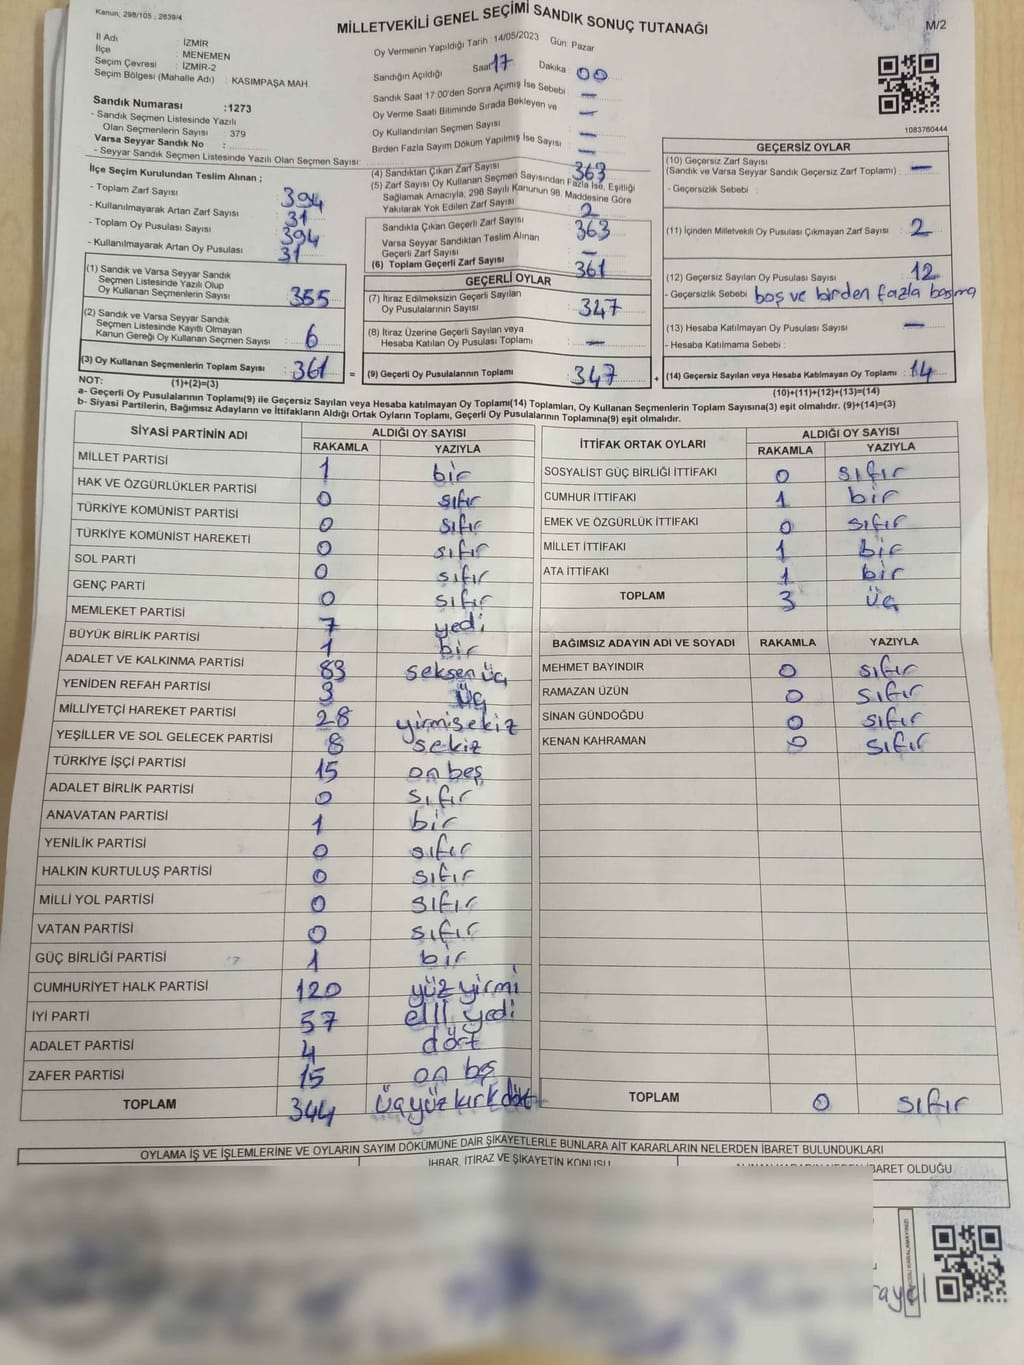 Kanun, 298/105, 2839/4
MİLLETVEKİLİ GENEL SEÇİMİ SANDIK SONUÇ TUTANAĞI
M/2
İl Adı : İZMİR
İlçe : MENEMEN
Seçim Çevresi : İZMİR-2
Seçim Bölgesi (Mahalle Adı) : KASIMPAŞA MAH
Sandık Numarası : 1273
- Sandık Seçmen Listesinde Yazılı
Olan Seçmenlerin Sayısı : 379
Varsa Seyyar Sandık No :
- Seyyar Sandık Seçmen Listesinde Yazılı Olan Seçmen Sayısı:
Oy Vermenin Yapıldığı Tarih 14/05/2023 Gün: Pazar
Sandığın Açıldığı Saat 17 Dakika : 00
Sandık Saat 17:00'den Sonra Açımış İse Sebebi : —
Oy Verme Saati Bitiminde Sırada Bekleyen ve
Oy Kullandırılan Seçmen Sayısı : —
Birden Fazla Sayım Döküm Yapılmış İse Sayısı : —
1083760444
İlçe Seçim Kurulundan Teslim Alınan ;
- Toplam Zarf Sayısı : 394
- Kullanılmayarak Artan Zarf Sayısı : 31
- Toplam Oy Pusulası Sayısı : 394
- Kullanılmayarak Artan Oy Pusulası : 31
(1) Sandık ve Varsa Seyyar Sandık
Seçmen Listesinde Yazılı Olup
Oy Kullanan Seçmenlerin Sayısı : 355
(2) Sandık ve Varsa Seyyar Sandık
Seçmen Listesinde Kayıtlı Olmayan
Kanun Gereği Oy Kullanan Seçmen Sayısı : 6
(3) Oy Kullanan Seçmenlerin Toplam Sayısı : 361
(1)+(2)=(3)
(4) Sandıktan Çıkan Zarf Sayısı : 363
(5) Zarf Sayısı Oy Kullanan Seçmen Sayısından Fazla İse, Eşitliği
Sağlamak Amacıyla, 298 Sayılı Kanunun 98. Maddesine Göre
Yakılarak Yok Edilen Zarf Sayısı : 2
Sandıkta Çıkan Geçerli Zarf Sayısı : 363
Varsa Seyyar Sandıktan Teslim Alınan
Geçerli Zarf Sayısı : —
(6) Toplam Geçerli Zarf Sayısı : 361
GEÇERLİ OYLAR
(7) İtiraz Edilmeksizin Geçerli Sayılan
Oy Pusulalarının Sayısı : 347
(8) İtiraz Üzerine Geçerli Sayılan veya
Hesaba Katılan Oy Pusulası Toplamı : —
= (9) Geçerli Oy Pusulalarının Toplamı : 347
GEÇERSİZ OYLAR
(10) Geçersiz Zarf Sayısı
(Sandık ve Varsa Seyyar Sandık Geçersiz Zarf Toplamı) : —
- Geçersizlik Sebebi :
(11) İçinden Milletvekili Oy Pusulası Çıkmayan Zarf Sayısı : 2
(12) Geçersiz Sayılan Oy Pusulası Sayısı : 12
- Geçersizlik Sebebi : boş ve birden fazla basma
(13) Hesaba Katılmayan Oy Pusulası Sayısı : —
- Hesaba Katılmama Sebebi :
+ (14) Geçersiz Sayılan veya Hesaba Katılmayan Oy Toplamı : 14
(10)+(11)+(12)+(13)=(14)
NOT:
a- Geçerli Oy Pusulalarının Toplamı(9) ile Geçersiz Sayılan veya Hesaba katılmayan Oy Toplamı(14) Toplamları, Oy Kullanan Seçmenlerin Toplam Sayısına(3) eşit olmalıdır. (9)+(14)=(3)
b- Siyasi Partilerin, Bağımsız Adayların ve İttifakların Aldığı Ortak Oyların Toplamı, Geçerli Oy Pusulalarının Toplamına(9) eşit olmalıdır.
SİYASİ PARTİNİN ADI ALDIĞI OY SAYISI
RAKAMLA YAZIYLA
MİLLET PARTİSİ 1 bir
HAK VE ÖZGÜRLÜKLER PARTİSİ 0 sıfır
TÜRKİYE KOMÜNİST PARTİSİ 0 sıfır
TÜRKİYE KOMÜNİST HAREKETİ 0 sıfır
SOL PARTİ 0 sıfır
GENÇ PARTİ 0 sıfır
MEMLEKET PARTİSİ 7 yedi
BÜYÜK BİRLİK PARTİSİ 1 bir
ADALET VE KALKINMA PARTİSİ 83 seksen üç
YENİDEN REFAH PARTİSİ 3 üç
MİLLİYETÇİ HAREKET PARTİSİ 28 yirmisekiz
YEŞİLLER VE SOL GELECEK PARTİSİ 8 sekiz
TÜRKİYE İŞÇİ PARTİSİ 15 on beş
ADALET BİRLİK PARTİSİ 0 sıfır
ANAVATAN PARTİSİ 1 bir
YENİLİK PARTİSİ 0 sıfır
HALKIN KURTULUŞ PARTİSİ 0 sıfır
MİLLİ YOL PARTİSİ 0 sıfır
VATAN PARTİSİ 0 sıfır
GÜÇ BİRLİĞİ PARTİSİ 1 bir
CUMHURİYET HALK PARTİSİ 120 yüz yirmi
İYİ PARTİ 57 elli yedi
ADALET PARTİSİ 4 dört
ZAFER PARTİSİ 15 on beş
TOPLAM 344 üçyüz kırk dört
İTTİFAK ORTAK OYLARI ALDIĞI OY SAYISI
RAKAMLA YAZIYLA
SOSYALİST GÜÇ BİRLİĞİ İTTİFAKI 0 sıfır
CUMHUR İTTİFAKI 1 bir
EMEK VE ÖZGÜRLÜK İTTİFAKI 0 sıfır
MİLLET İTTİFAKI 1 bir
ATA İTTİFAKI 1 bir
TOPLAM 3 üç
BAĞIMSIZ ADAYIN ADI VE SOYADI RAKAMLA YAZIYLA
MEHMET BAYINDIR 0 sıfır
RAMAZAN ÜZÜN 0 sıfır
SİNAN GÜNDOĞDU 0 sıfır
KENAN KAHRAMAN 0 sıfır
TOPLAM 0 sıfır
OYLAMA İŞ VE İŞLEMLERİNE VE OYLARIN SAYIM DÖKÜMÜNE DAİR ŞİKAYETLERLE BUNLARA AİT KARARLARIN NELERDEN İBARET BULUNDUKLARI
İHBAR, İTİRAZ VE ŞİKAYETİN KONUSU
İBARET OLDUĞU